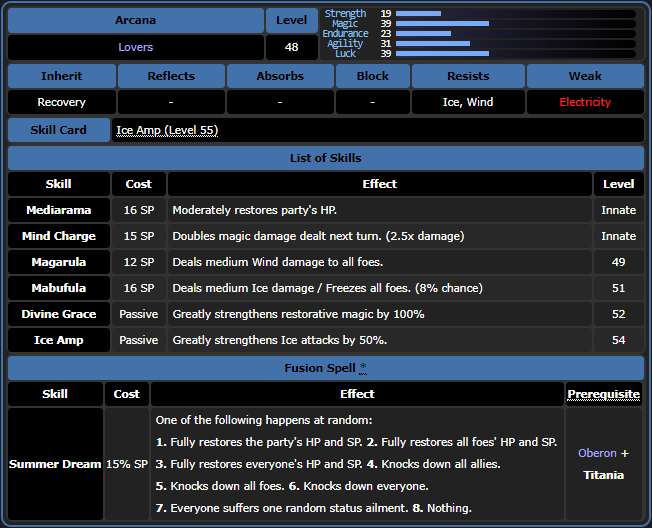 Arcana Level
Lovers 48
Strength 19
Magic 39
Endurance 23
Agility 31
Luck 39
Inherit Reflects Absorbs Block Resists Weak
Recovery - - - Ice, Wind Electricity
Skill Card Ice Amp (Level 55)
List of Skills
Skill Cost Effect Level
Mediarama 16 SP Moderately restores party's HP. Innate
Mind Charge 15 SP Doubles magic damage dealt next turn. (2.5x damage) Innate
Magarula 12 SP Deals medium Wind damage to all foes. 49
Mabufula 16 SP Deals medium Ice damage / Freezes all foes. (8% chance) 51
Divine Grace Passive Greatly strengthens restorative magic by 100% 52
Ice Amp Passive Greatly strengthens Ice attacks by 50%. 54
Fusion Spell *
Skill Cost Effect Prerequisite
Summer Dream 15% SP
One of the following happens at random:
1. Fully restores the party's HP and SP. 2. Fully restores all foes' HP and SP.
3. Fully restores everyone's HP and SP. 4. Knocks down all allies.
5. Knocks down all foes. 6. Knocks down everyone.
7. Everyone suffers one random status ailment. 8. Nothing.
Oberon +
Titania